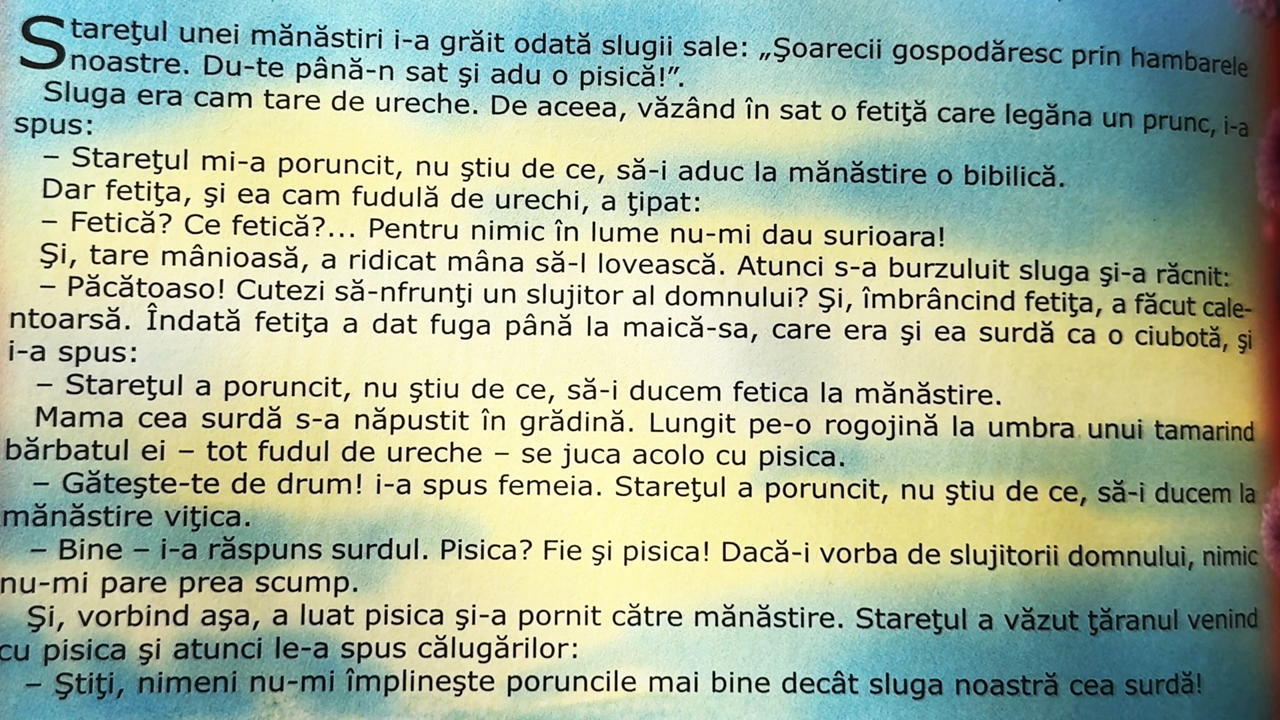 Stareţul unei mănăstiri i-a grăit odată slugii sale: „Şoarecii gospodăresc prin hambarele
noastre. Du-te până-n sat şi adu o pisică!”.
Sluga era cam tare de ureche. De aceea, văzând în sat o fetiţă care legăna un prunc, i-a
spus:
– Stareţul mi-a poruncit, nu ştiu de ce, să-i aduc la mănăstire o bibilică.
Dar fetiţa, şi ea cam fudulă de urechi, a ţipat:
– Fetică? Ce fetică?... Pentru nimic în lume nu-mi dau surioara!
Şi, tare mânioasă, a ridicat mâna să-l lovească. Atunci s-a burzuluit sluga şi-a răcnit:
– Păcătoaso! Cutezi să-nfrunţi un slujitor al domnului? Şi, îmbrâncind fetiţa, a făcut cale-
ntoarsă. Îndată fetiţa a dat fuga până la maică-sa, care era şi ea surdă ca o ciubotă, şi
i-a spus:
– Stareţul a poruncit, nu ştiu de ce, să-i ducem fetica la mănăstire.
Mama cea surdă s-a năpustit în grădină. Lungit pe-o rogojină la umbra unui tamarind
bărbatul ei – tot fudul de ureche – se juca acolo cu pisica.
– Găteşte-te de drum! i-a spus femeia. Stareţul a poruncit, nu ştiu de ce, să-i ducem la
mănăstire viţica.
– Bine – i-a răspuns surdul. Pisica? Fie şi pisica! Dacă-i vorba de slujitorii domnului, nimic
nu-mi pare prea scump.
Şi, vorbind aşa, a luat pisica şi-a pornit către mănăstire. Stareţul a văzut ţăranul venind
cu pisica şi atunci le-a spus călugărilor:
– Ştiţi, nimeni nu-mi împlineşte poruncile mai bine decât sluga noastră cea surdă!